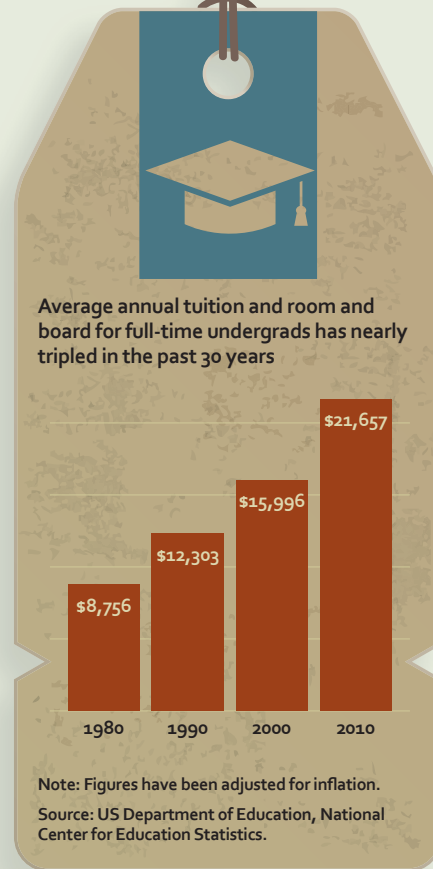 Average annual tuition and room and
board for full-time undergrads has nearly
tripled in the past 30 years
$21,657
$15,996
$12,303
$8,756
1980 1990 2000 2010
Note: Figures have been adjusted for inflation.
Source: US Department of Education, National
Center for Education Statistics.